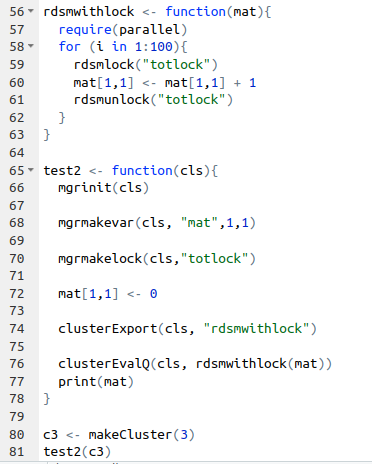 56 rdsmwithlock <- function(mat){
57   require(parallel)
58   for (i in 1:100){
59     rdsmlock("totlock")
60     mat[1,1] <- mat[1,1] + 1
61     rdsmunlock("totlock")
62   }
63 }
64
65 test2 <- function(cls){
66   mgrinit(cls)
67
68   mgrmakevar(cls, "mat",1,1)
69
70   mgrmakelock(cls,"totlock")
71
72   mat[1,1] <- 0
73
74   clusterExport(cls, "rdsmwithlock")
75
76   clusterEvalQ(cls, rdsmwithlock(mat))
77   print(mat)
78 }
79
80 c3 <- makeCluster(3)
81 test2(c3)